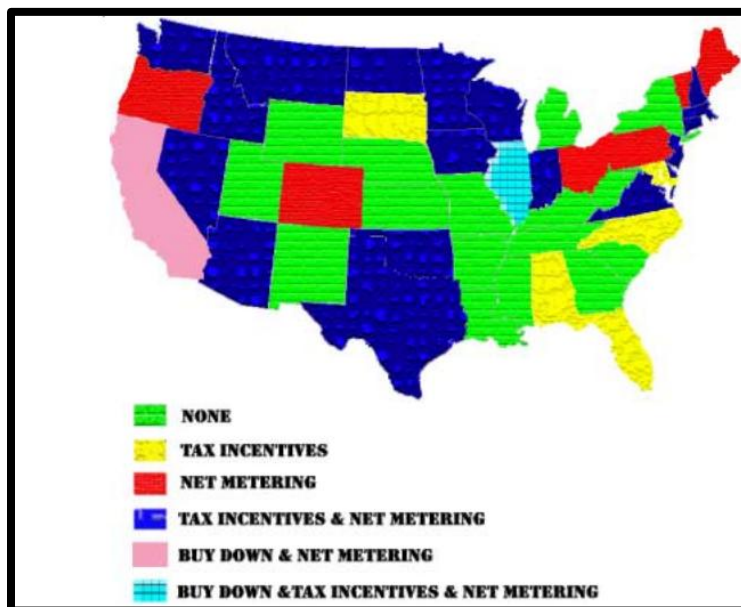 NONE
TAX INCENTIVES
NET METERING
TAX INCENTIVES & NET METERING
BUY DOWN & NET METERING
BUY DOWN &TAX INCENTIVES & NET METERING